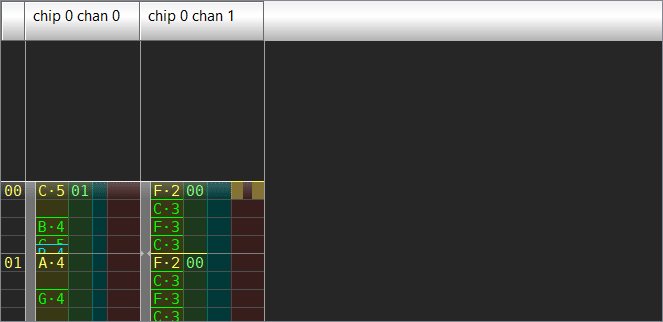 chip 0 chan 0 chip 0 chan 1
00 C·5 01 F·2 00
C·3
B·4 F·3
C·5 C·3
B·4
01 A·4 F·2 00
C·3
G·4 F·3
C·3